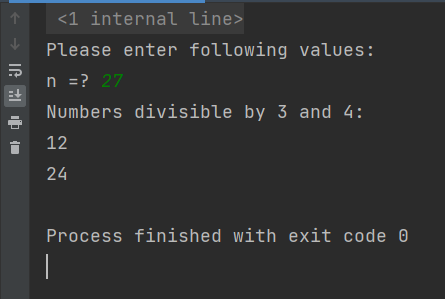 <1 internal line>
Please enter following values:
n =? 27
Numbers divisible by 3 and 4:
12
24
Process finished with exit code 0